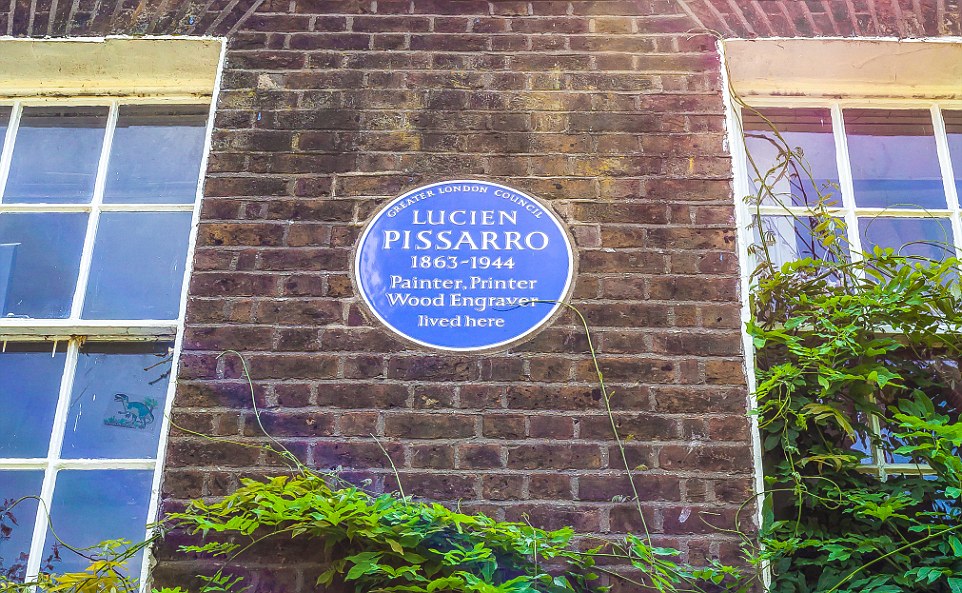 GREATER LONDON COUNCIL
LUCIEN
PISSARRO
1863-1944
Painter, Printer
Wood Engraver
lived here